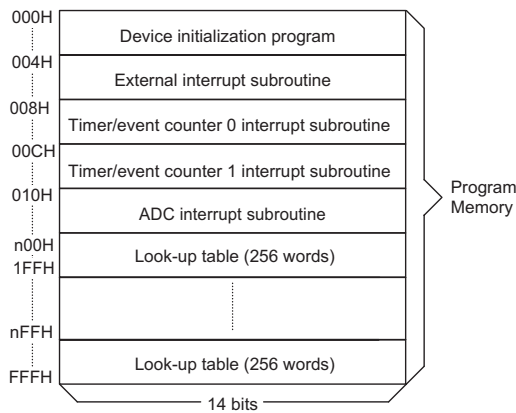 000H
Device initialization program
004H
External interrupt subroutine
008H
Timer/event counter 0 interrupt subroutine
00CH
Timer/event counter 1 interrupt subroutine
010H
ADC interrupt subroutine
n00H
Look-up table (256 words)
1FFH
nFFH
Look-up table (256 words)
FFFH
14 bits
Program
Memory